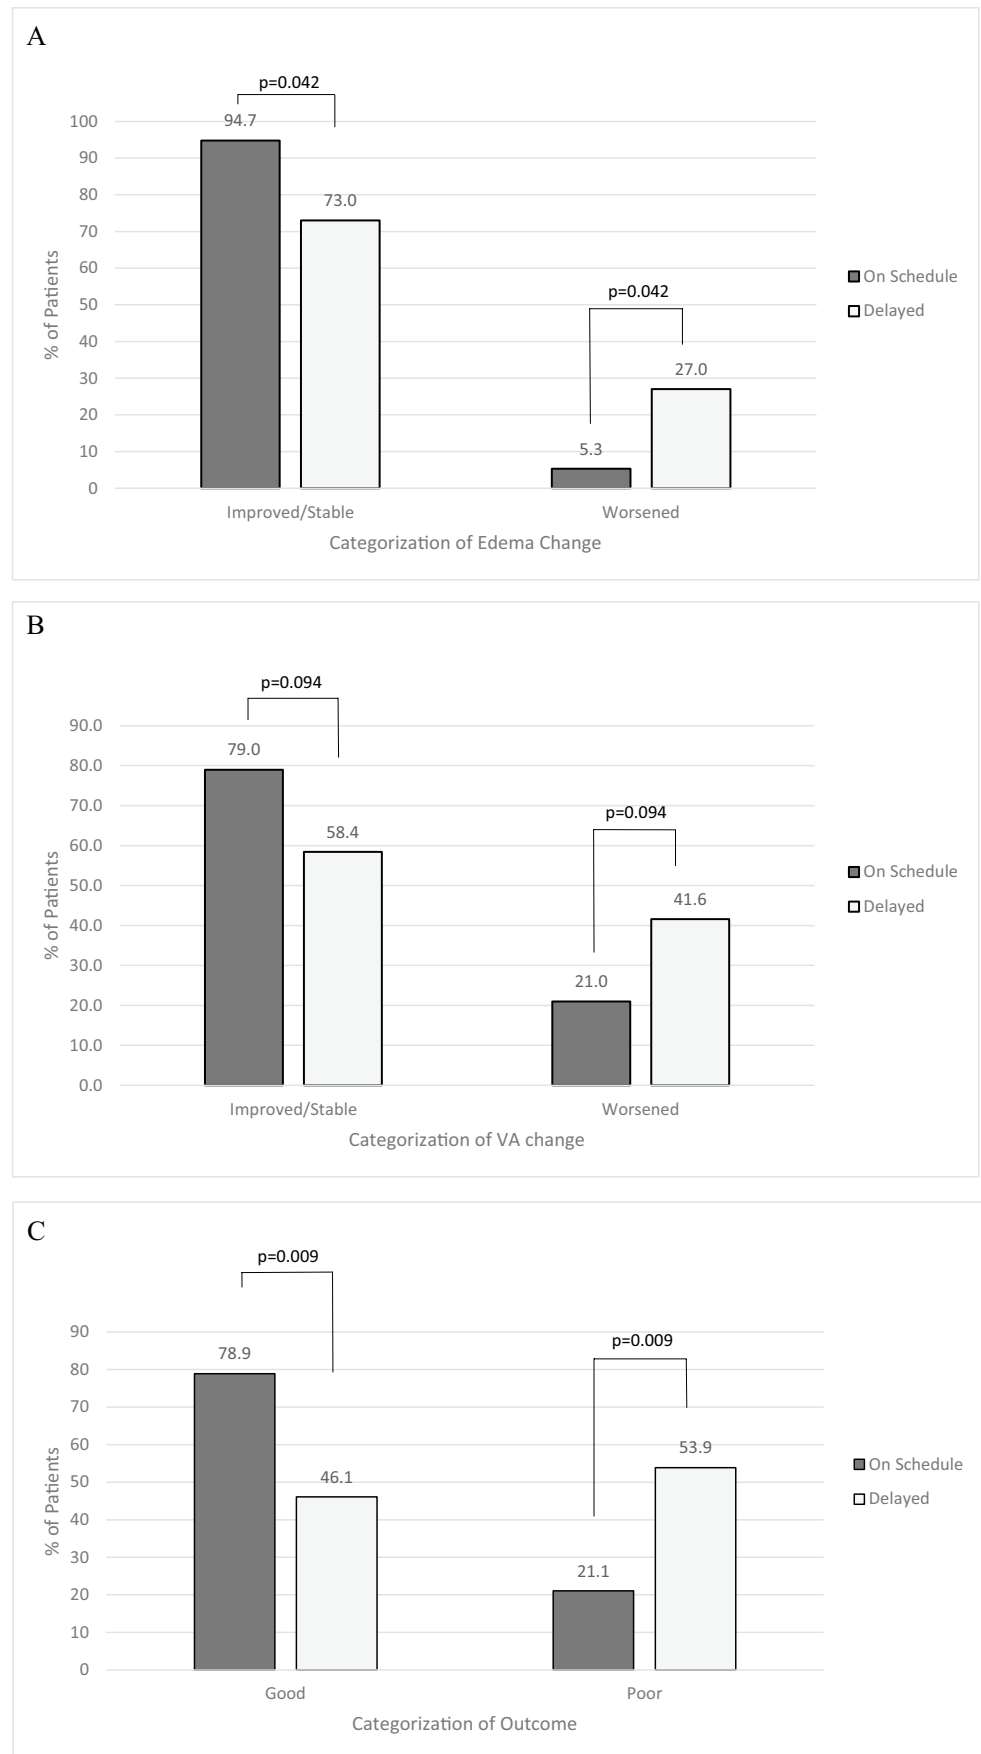 A
p=0.042
94.7
73.0
p=0.042
5.3
27.0
100
90
80
70
60
50
40
30
20
10
0
% of Patients
Improved/Stable
Worsened
Categorization of Edema Change
On Schedule
Delayed
B
p=0.094
79.0
58.4
p=0.094
21.0
41.6
90.0
80.0
70.0
60.0
50.0
40.0
30.0
20.0
10.0
0.0
% of Patients
Improved/Stable
Worsened
Categorization of VA change
On Schedule
Delayed
C
p=0.009
78.9
46.1
p=0.009
21.1
53.9
90
80
70
60
50
40
30
20
10
0
% of Patients
Good
Poor
Categorization of Outcome
On Schedule
Delayed